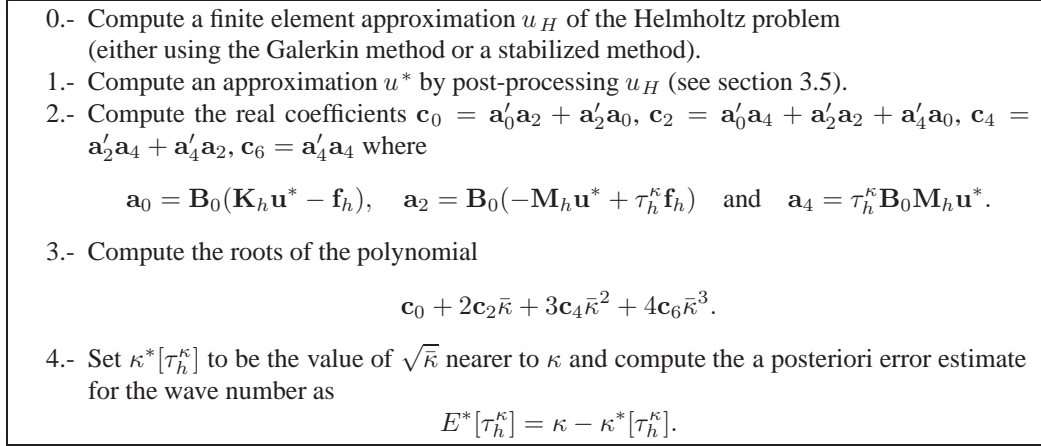 0.- Compute a finite element approximation u_H of the Helmholtz problem
(either using the Galerkin method or a stabilized method).
1.- Compute an approximation u* by post-processing u_H (see section 3.5).
2.- Compute the real coefficients c_0 = a′_0a_2 + a′_2a_0, c_2 = a′_0a_4 + a′_2a_2 + a′_4a_0, c_4 =
a′_2a_4 + a′_4a_2, c_6 = a′_4a_4 where
a_0 = B_0(K_hu* − f_h), a_2 = B_0(−M_hu* + τ_h^κf_h) and a_4 = τ_h^κB_0M_hu*.
3.- Compute the roots of the polynomial
c_0 + 2c_2κ̄ + 3c_4κ̄² + 4c_6κ̄³.
4.- Set κ*[τ_h^κ] to be the value of √κ̄ nearer to κ and compute the a posteriori error estimate
for the wave number as
E*[τ_h^κ] = κ − κ*[τ_h^κ].